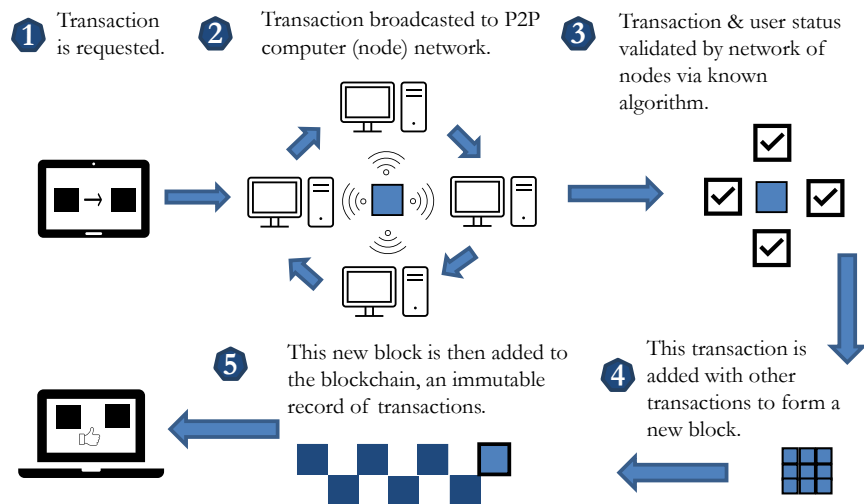 1
Transaction
is requested.
2
Transaction broadcasted to P2P
computer (node) network.
3
Transaction & user status
validated by network of
nodes via known
algorithm.
4
This transaction is
added with other
transactions to form a
new block.
5
This new block is then added to
the blockchain, an immutable
record of transactions.